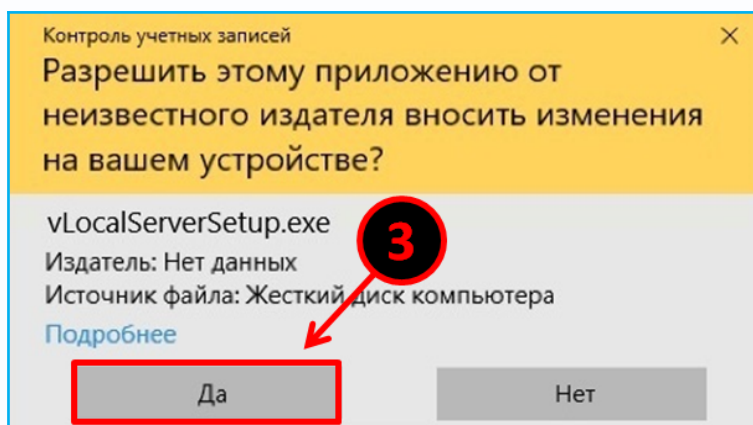 Контроль учетных записей
Разрешить этому приложению от
неизвестного издателя вносить изменения
на вашем устройстве?
vLocalServerSetup.exe
3
Издатель: Нет данных
Источник файла: Жесткий диск компьютера
Подробнее
Да
Нет